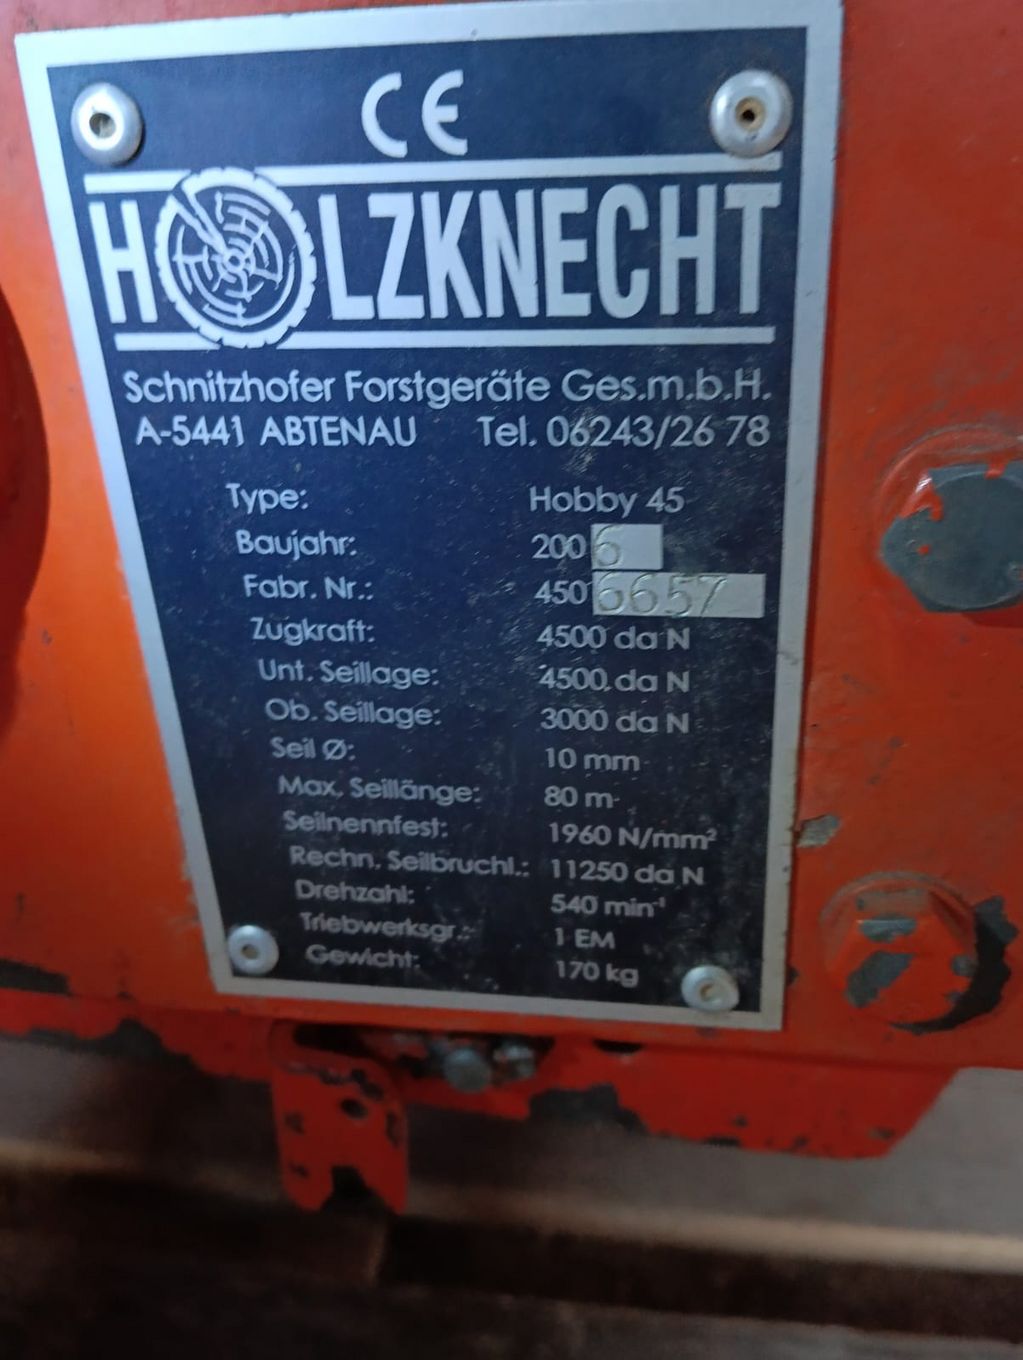 CE
HOLZKNECHT
Schnitzhofer Forstgeräte Ges.m.b.H.
A-5441 ABTENAU Tel. 06243/26 78
Type: Hobby 45
Baujahr: 2006
Fabr. Nr.: 4506657
Zugkraft: 4500 da N
Unt. Seillage: 4500 da N
Ob. Seillage: 3000 da N
Seil Ø: 10 mm
Max. Seillänge: 80 m
Seilnennfest: 1960 N/mm²
Rechn. Seilbruchl.: 11250 da N
Drehzahl: 540 min⁻¹
Triebwerksgr.: 1 EM
Gewicht: 170 kg